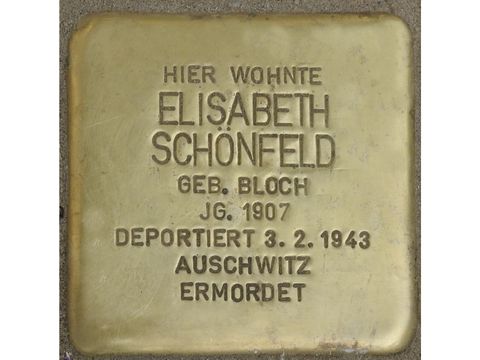 HIER WOHNTE
ELISABETH
SCHÖNFELD
GEB. BLOCH
JG. 1907
DEPORTIERT 3. 2. 1943
AUSCHWITZ
ERMORDET